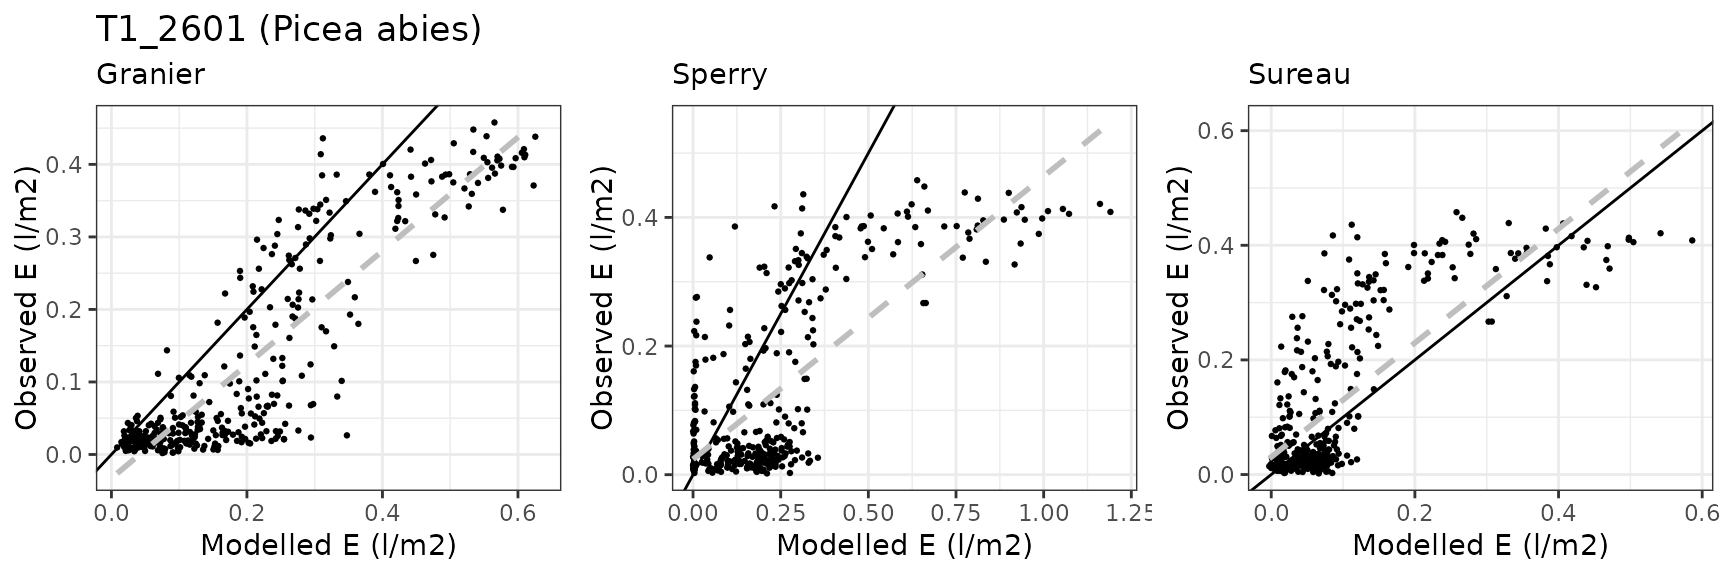 T1_2601 (Picea abies)
Granier
Sperry
Sureau
Observed E (l/m2)
0.4
0.3
0.2
0.1
0.0
0.0 0.2 0.4 0.6
Modelled E (l/m2)
Observed E (l/m2)
0.4
0.2
0.0
0.00 0.25 0.50 0.75 1.00 1.25
Modelled E (l/m2)
Observed E (l/m2)
0.6
0.4
0.2
0.0
0.0 0.2 0.4 0.6
Modelled E (l/m2)